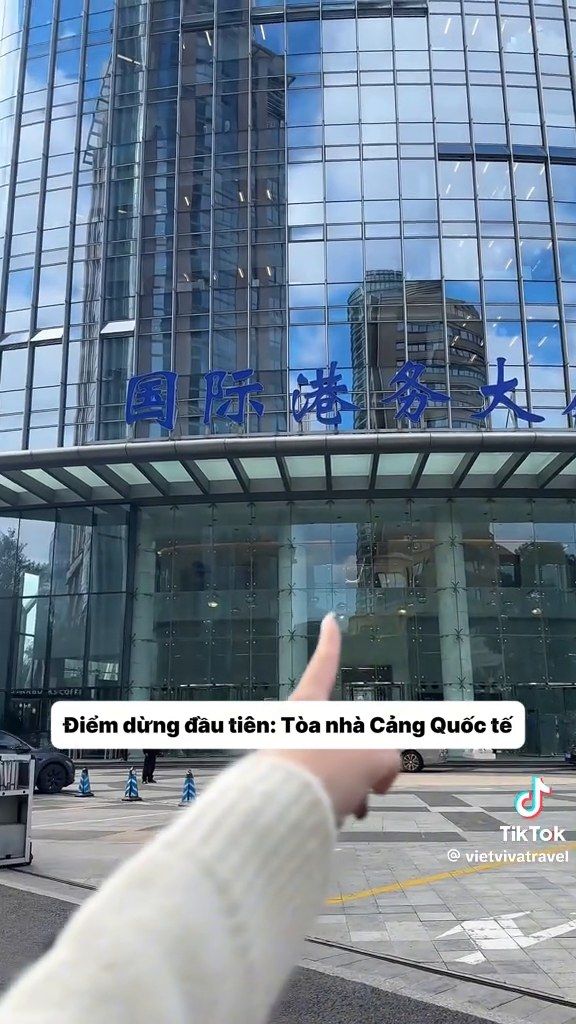 国际港务大
Điểm dừng đầu tiên: Tòa nhà Cảng Quốc tế
TikTok
@ vietvivatravel